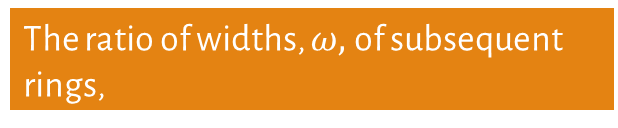 The ratio of widths, ω, of subsequent
rings,